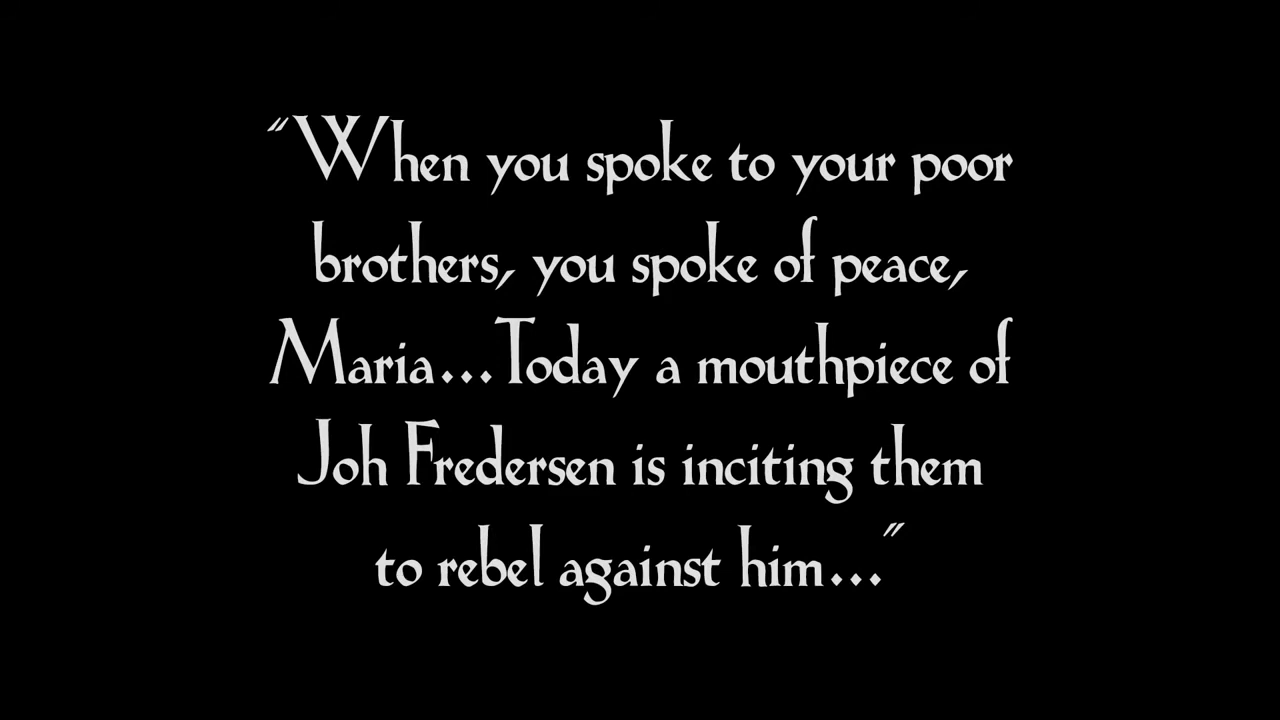 "When you spoke to your poor
brothers, you spoke of peace,
Maria...Today a mouthpiece of
Joh Fredersen is inciting them
to rebel against him..."